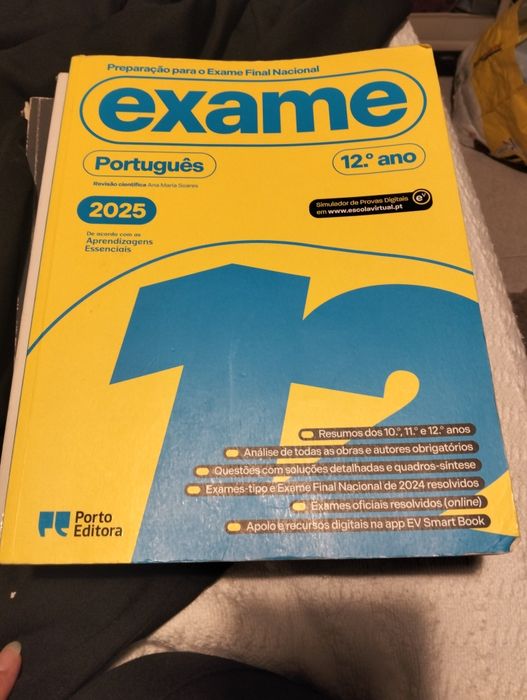 Preparação para o Exame Final Nacional
exame
Português
12.º ano
Revisão científica Ana Maria Soares
2025
Simulador de Provas Digitais
em www.escolavirtual.pt
De acordo com as
Aprendizagens
Essenciais
12
Resumos dos 10.º, 11.º e 12.º anos
Análise de todas as obras e autores obrigatórios
Questões com soluções detalhadas e quadros-síntese
Exames-tipo e Exame Final Nacional de 2024 resolvidos
Exames oficiais resolvidos (online)
Apoio e recursos digitais na app EV Smart Book
Porto
Editora